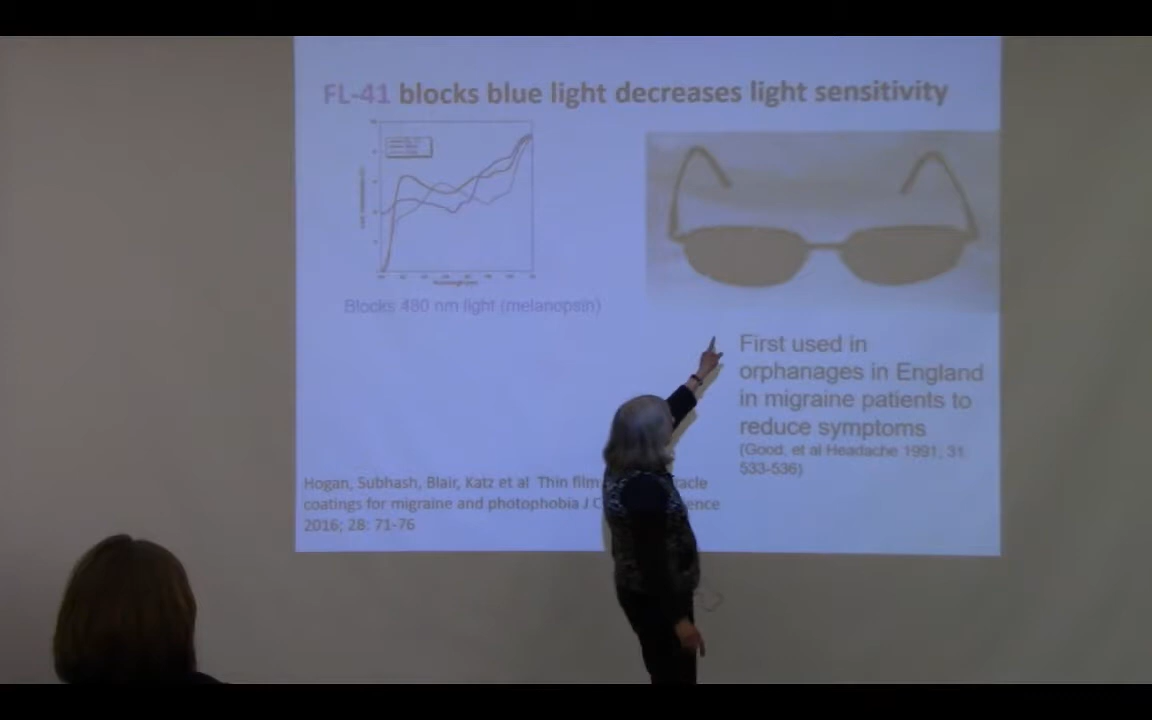 FL-41 blocks blue light decreases light sensitivity
Blocks 480 nm light (melanopsin)
First used in
orphanages in England
in migraine patients to
reduce symptoms
(Good, et al Headache 1991; 31:
533-536)
Hogan, Subhash, Blair, Katz et al Thin film
coatings for migraine and photophobia J
2016; 28: 71-76